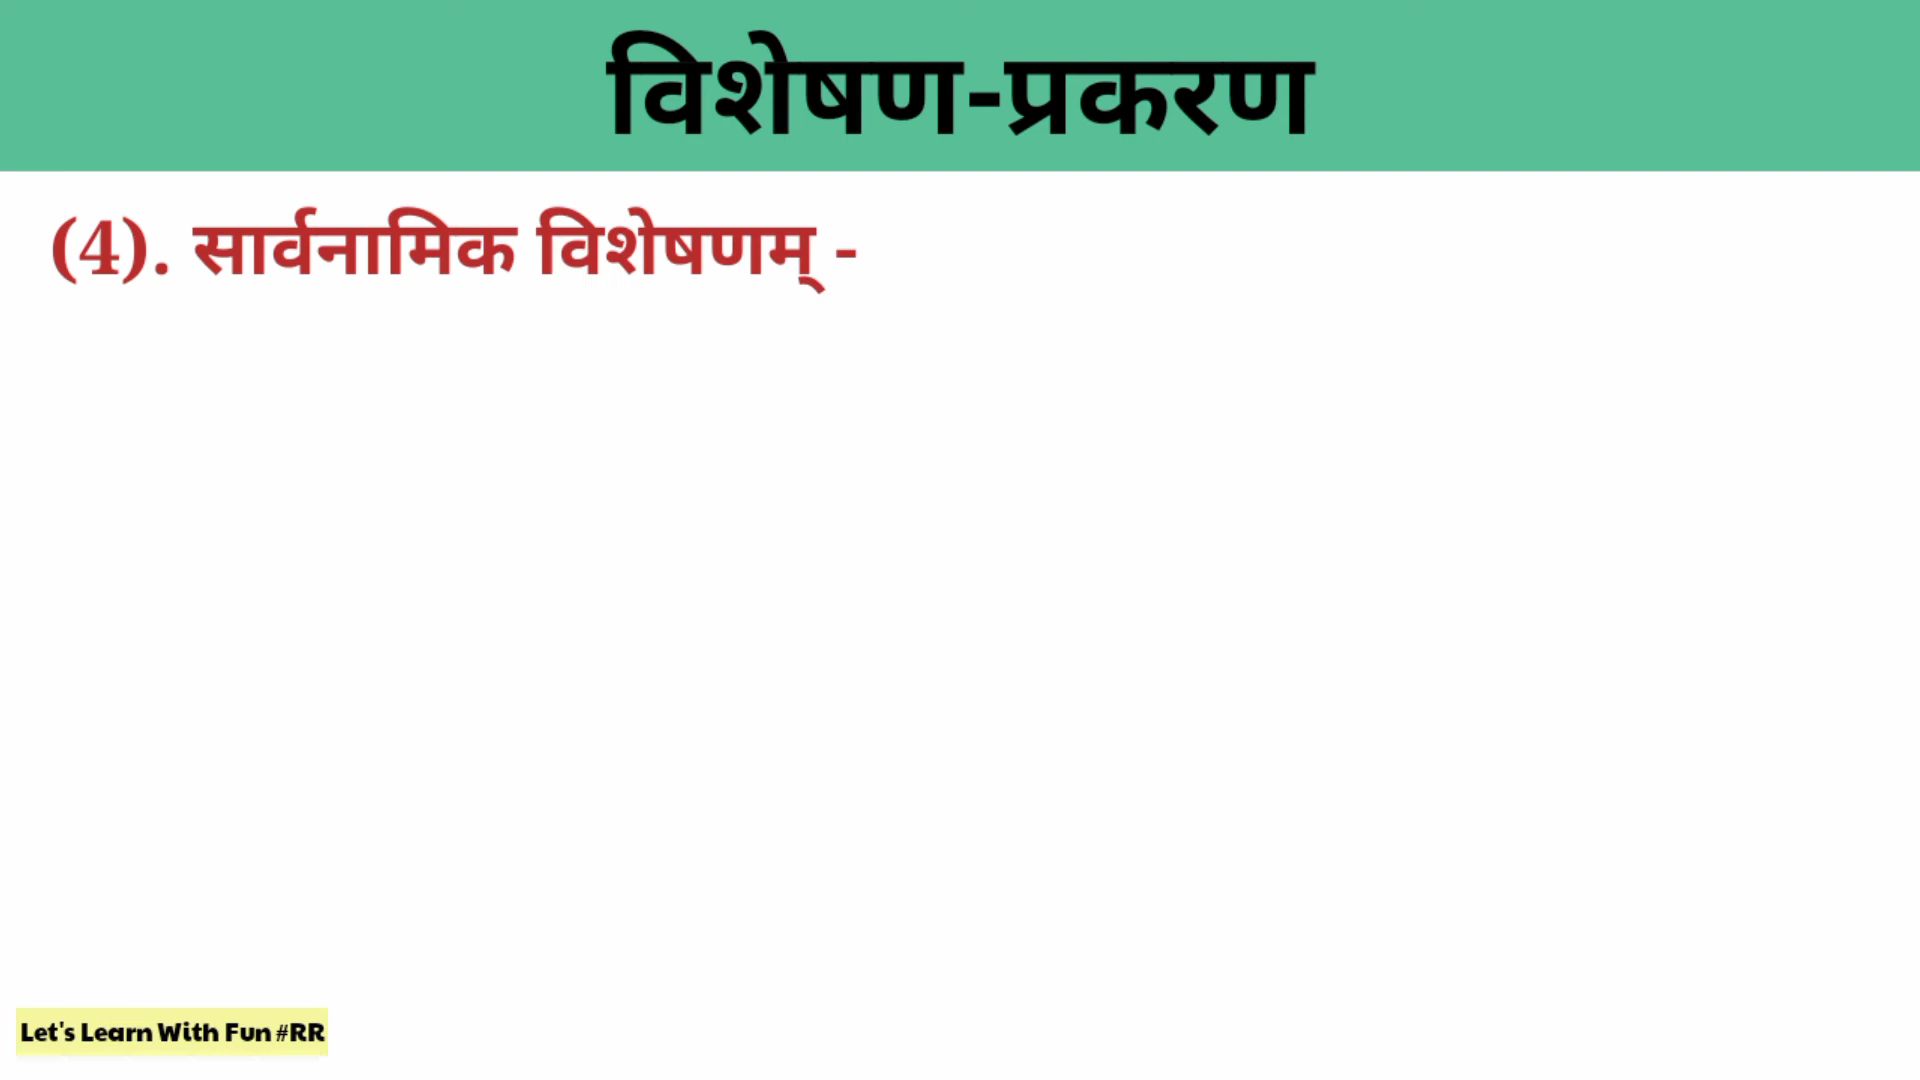 विशेषण-प्रकरण
(4). सार्वनामिक विशेषणम् -
Let's Learn With Fun #RR